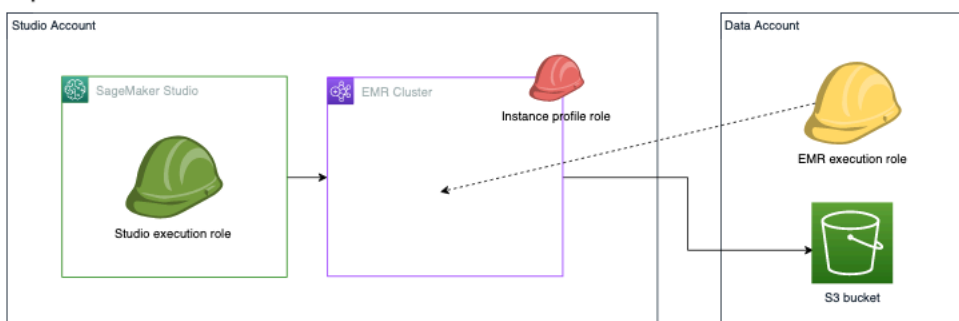 Studio Account
Data Account
SageMaker Studio
EMR Cluster
Instance profile role
EMR execution role
Studio execution role
S3 bucket